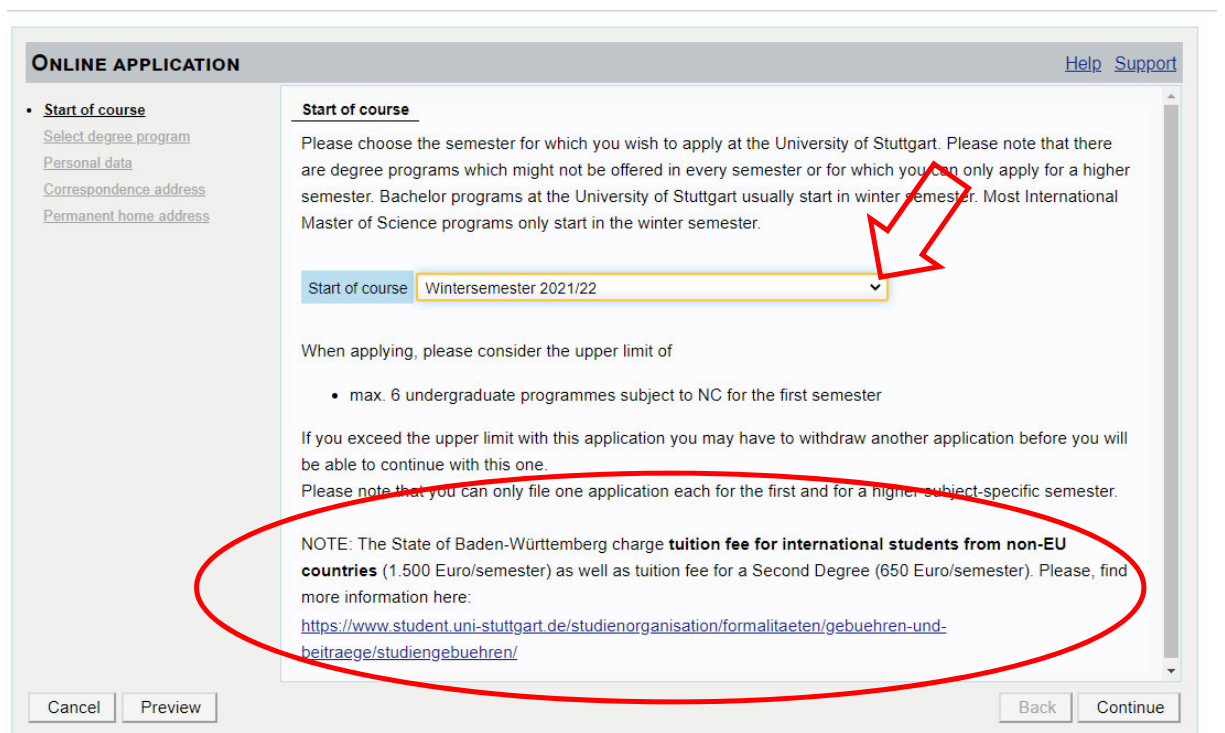 ONLINE APPLICATION
Help Support
Start of course
Select degree program
Personal data
Correspondence address
Permanent home address
Start of course
Please choose the semester for which you wish to apply at the University of Stuttgart. Please note that there
are degree programs which might not be offered in every semester or for which you can only apply for a higher
semester. Bachelor programs at the University of Stuttgart usually start in winter semester. Most International
Master of Science programs only start in the winter semester.
Start of course Wintersemester 2021/22
When applying, please consider the upper limit of
• max. 6 undergraduate programmes subject to NC for the first semester
If you exceed the upper limit with this application you may have to withdraw another application before you will
be able to continue with this one.
Please note that you can only file one application each for the first and for a higher subject-specific semester.
NOTE: The State of Baden-Württemberg charge tuition fee for international students from non-EU
countries (1.500 Euro/semester) as well as tuition fee for a Second Degree (650 Euro/semester). Please, find
more information here:
https://www.student.uni-stuttgart.de/studienorganisation/formalitaeten/gebuehren-und-
beitraege/studiengebuehren/
Cancel Preview Back Continue